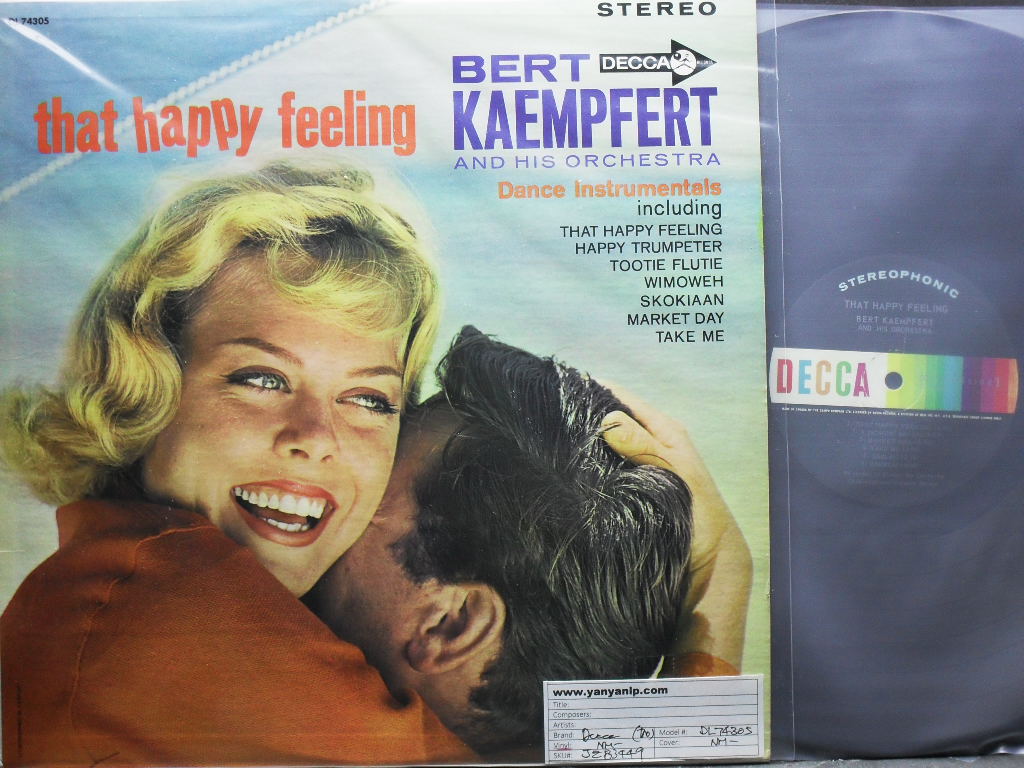 DL 74305
STEREO
BERT
DECCA
that happy feeling
KAEMPFERT
AND HIS ORCHESTRA
Dance Instrumentals
including
THAT HAPPY FEELING
HAPPY TRUMPETER
TOOTIE FLUTIE
WIMOWEH
SKOKIAAN
MARKET DAY
TAKE ME
STEREOPHONIC
THAT HAPPY FEELING
BERT KAEMPFERT
AND HIS ORCHESTRA
DECCA
www.yanyanlp.com
Title:
Composers:
Artists:
Brand: Decca Model #: DL74305
Vinyl: NM- Cover: NM-
SKU#: